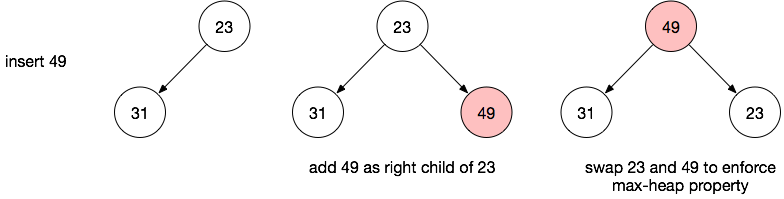 23
23
49
insert 49
31
31
49
31
23
add 49 as right child of 23
swap 23 and 49 to enforce
max-heap property